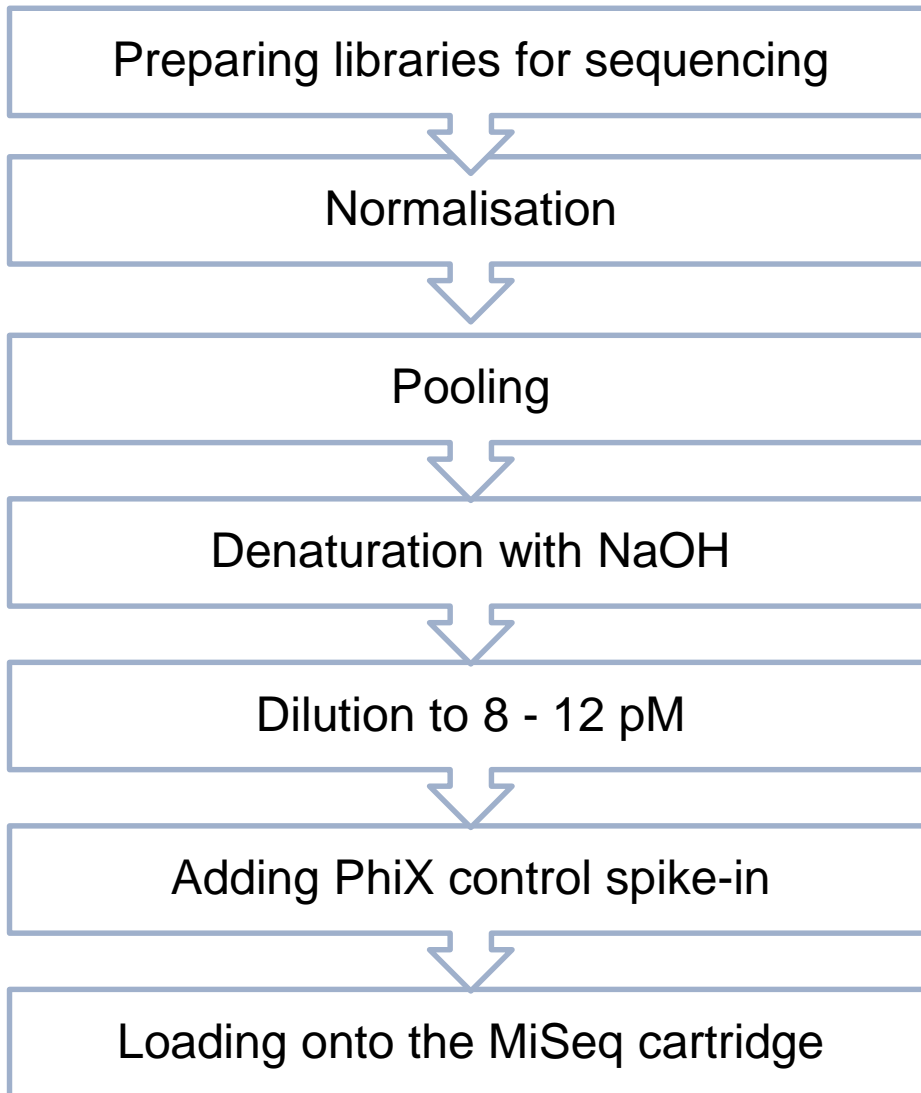 Preparing libraries for sequencing
Normalisation
Pooling
Denaturation with NaOH
Dilution to 8 - 12 pM
Adding PhiX control spike-in
Loading onto the MiSeq cartridge